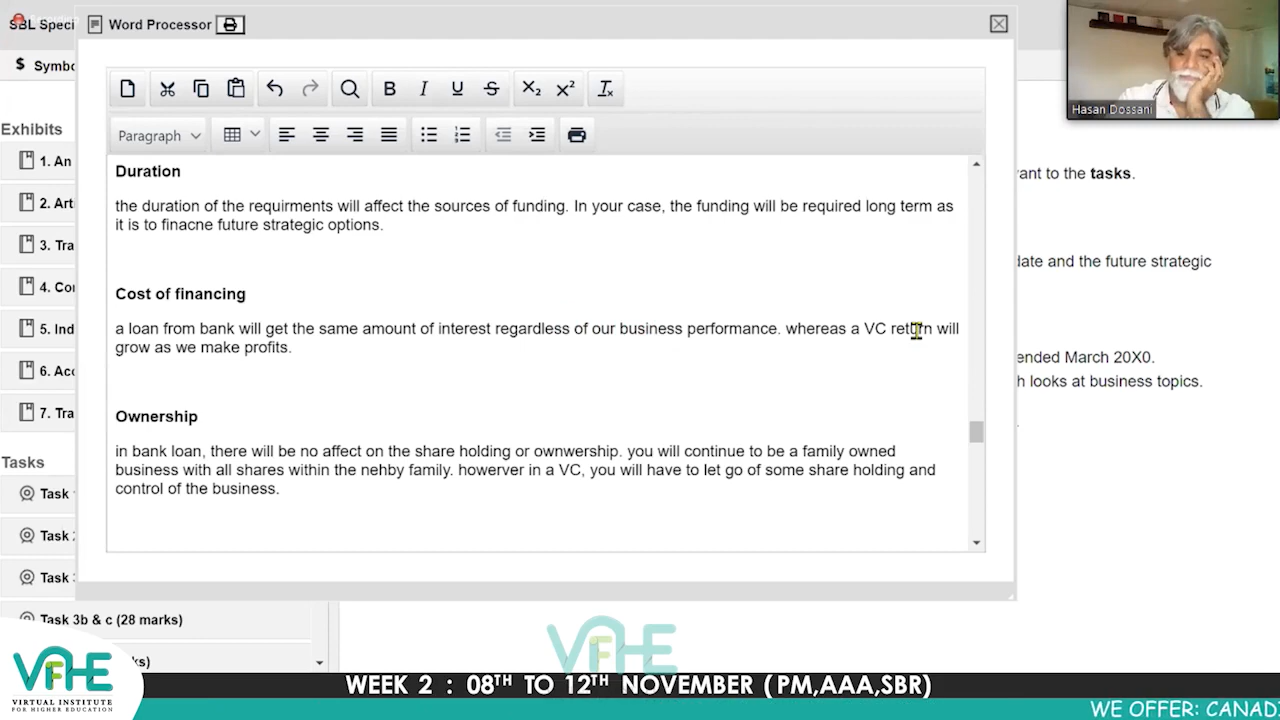 SBL Speci
Word Processor
Hasan Dossani
$ Symbo
Paragraph
Exhibits
1. An
2. Art
3. Tra
4. Cor
5. Ind
6. Acc
7. Tra
Tasks
Task
Task 2
Task 3
Task 3b & c (28 marks)
ks)
Duration
the duration of the requirments will affect the sources of funding. In your case, the funding will be required long term as
it is to finacne future strategic options.
Cost of financing
a loan from bank will get the same amount of interest regardless of our business performance. whereas a VC return will
grow as we make profits.
Ownership
in bank loan, there will be no affect on the share holding or ownwership. you will continue to be a family owned
business with all shares within the nehby family. howerver in a VC, you will have to let go of some share holding and
control of the business.
ant to the tasks.
date and the future strategic
ended March 20X0.
h looks at business topics.
VFHE
VFHE
VIRTUAL INSTITUTE
FOR HIGHER EDUCATION
WEEK 2 : 08TH TO 12TH NOVEMBER (PM,AAA,SBR)
WE OFFER: CANAD